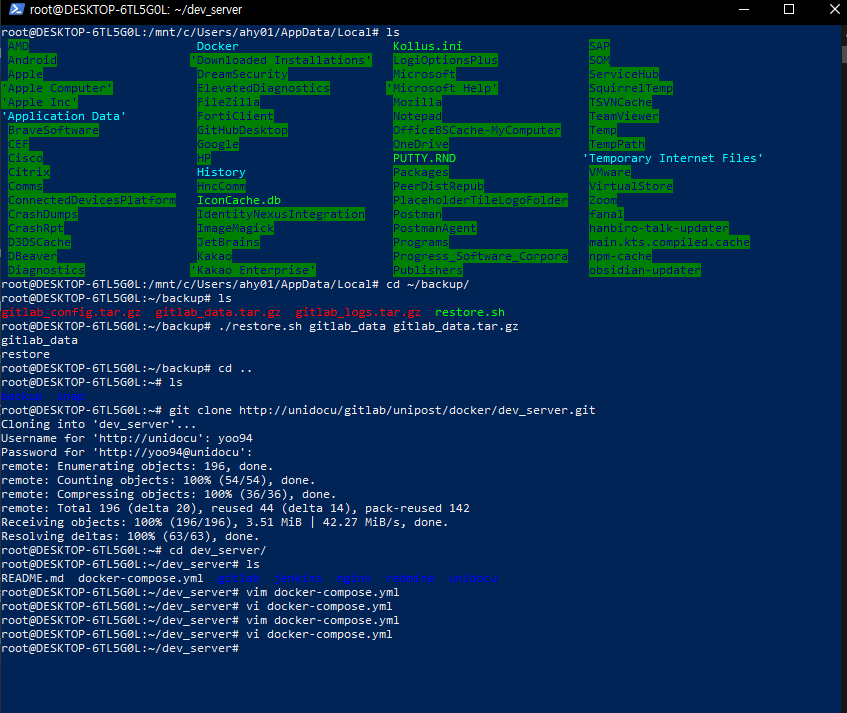 root@DESKTOP-6TL5G0L: ~/dev_server
root@DESKTOP-6TL5G0L:/mnt/c/Users/ahy01/AppData/Local# ls
AMD Docker Kollus.ini SAP
Android 'Downloaded Installations' LogiOptionsPlus SOM
Apple DreamSecurity Microsoft ServiceHub
'Apple Computer' ElevatedDiagnostics 'Microsoft Help' SquirrelTemp
'Apple Inc' FileZilla Mozilla TSVNCache
'Application Data' FortiClient Notepad TeamViewer
BraveSoftware GitHubDesktop OfficeBSCache-MyComputer Temp
CEF Google OneDrive TempPath
Cisco HP PUTTY.RND 'Temporary Internet Files'
Citrix History Packages VMware
Comms HncComm PeerDistRepub VirtualStore
ConnectedDevicesPlatform IconCache.db PlaceholderTileLogoFolder Zoom
CrashDumps IdentityNexusIntegration Postman fanal
CrashRpt ImageMagick PostmanAgent hanbiro-talk-updater
D3DSCache JetBrains Programs main.kts.compiled.cache
DBeaver Kakao Progress_Software_Corpora npm-cache
Diagnostics 'Kakao Enterprise' Publishers obsidian-updater
root@DESKTOP-6TL5G0L:/mnt/c/Users/ahy01/AppData/Local# cd ~/backup/
root@DESKTOP-6TL5G0L:~/backup# ls
gitlab_config.tar.gz gitlab_data.tar.gz gitlab_logs.tar.gz restore.sh
root@DESKTOP-6TL5G0L:~/backup# ./restore.sh gitlab_data gitlab_data.tar.gz
gitlab_data
restore
root@DESKTOP-6TL5G0L:~/backup# cd ..
root@DESKTOP-6TL5G0L:~# ls
backup
root@DESKTOP-6TL5G0L:~# git clone http://unidocu/gitlab/unipost/docker/dev_server.git
Cloning into 'dev_server'...
Username for 'http://unidocu': yoo94
Password for 'http://yoo94@unidocu':
remote: Enumerating objects: 196, done.
remote: Counting objects: 100% (54/54), done.
remote: Compressing objects: 100% (36/36), done.
remote: Total 196 (delta 20), reused 44 (delta 14), pack-reused 142
Receiving objects: 100% (196/196), 3.51 MiB | 42.27 MiB/s, done.
Resolving deltas: 100% (63/63), done.
root@DESKTOP-6TL5G0L:~# cd dev_server/
root@DESKTOP-6TL5G0L:~/dev_server# ls
README.md docker-compose.yml gitlab jenkins nginx redmine
root@DESKTOP-6TL5G0L:~/dev_server# vim docker-compose.yml
root@DESKTOP-6TL5G0L:~/dev_server# vi docker-compose.yml
root@DESKTOP-6TL5G0L:~/dev_server# vim docker-compose.yml
root@DESKTOP-6TL5G0L:~/dev_server# vi docker-compose.yml
root@DESKTOP-6TL5G0L:~/dev_server#